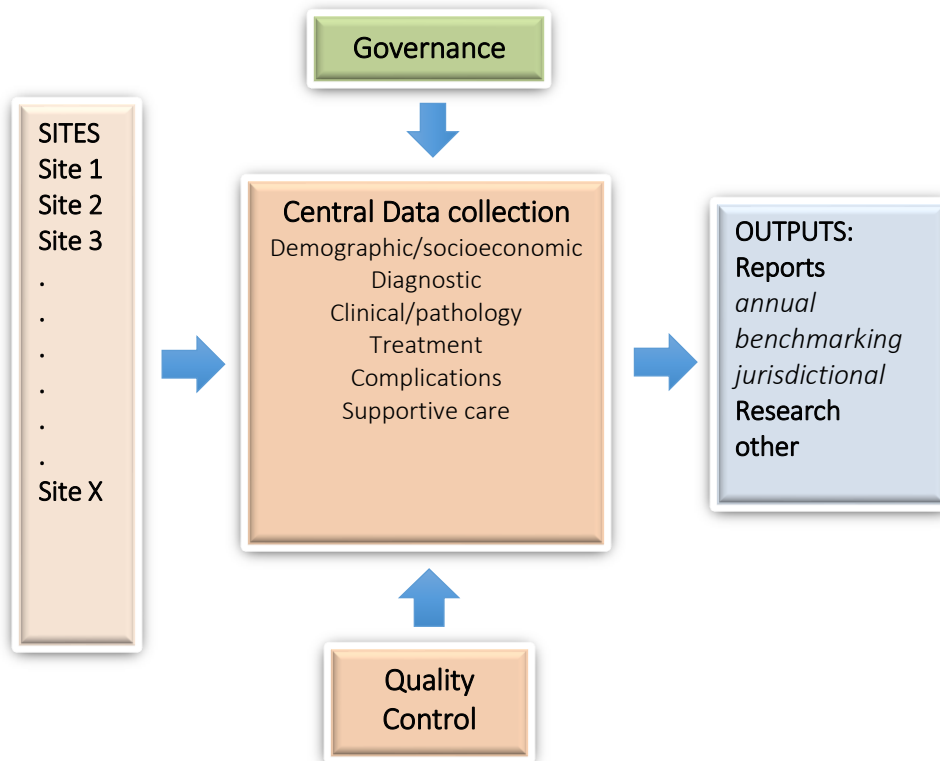 Governance
SITES
Site 1
Site 2
Site 3
.
.
.
.
.
.
Site X
Central Data collection
Demographic/socioeconomic
Diagnostic
Clinical/pathology
Treatment
Complications
Supportive care
OUTPUTS:
Reports
annual
benchmarking
jurisdictional
Research
other
Quality
Control